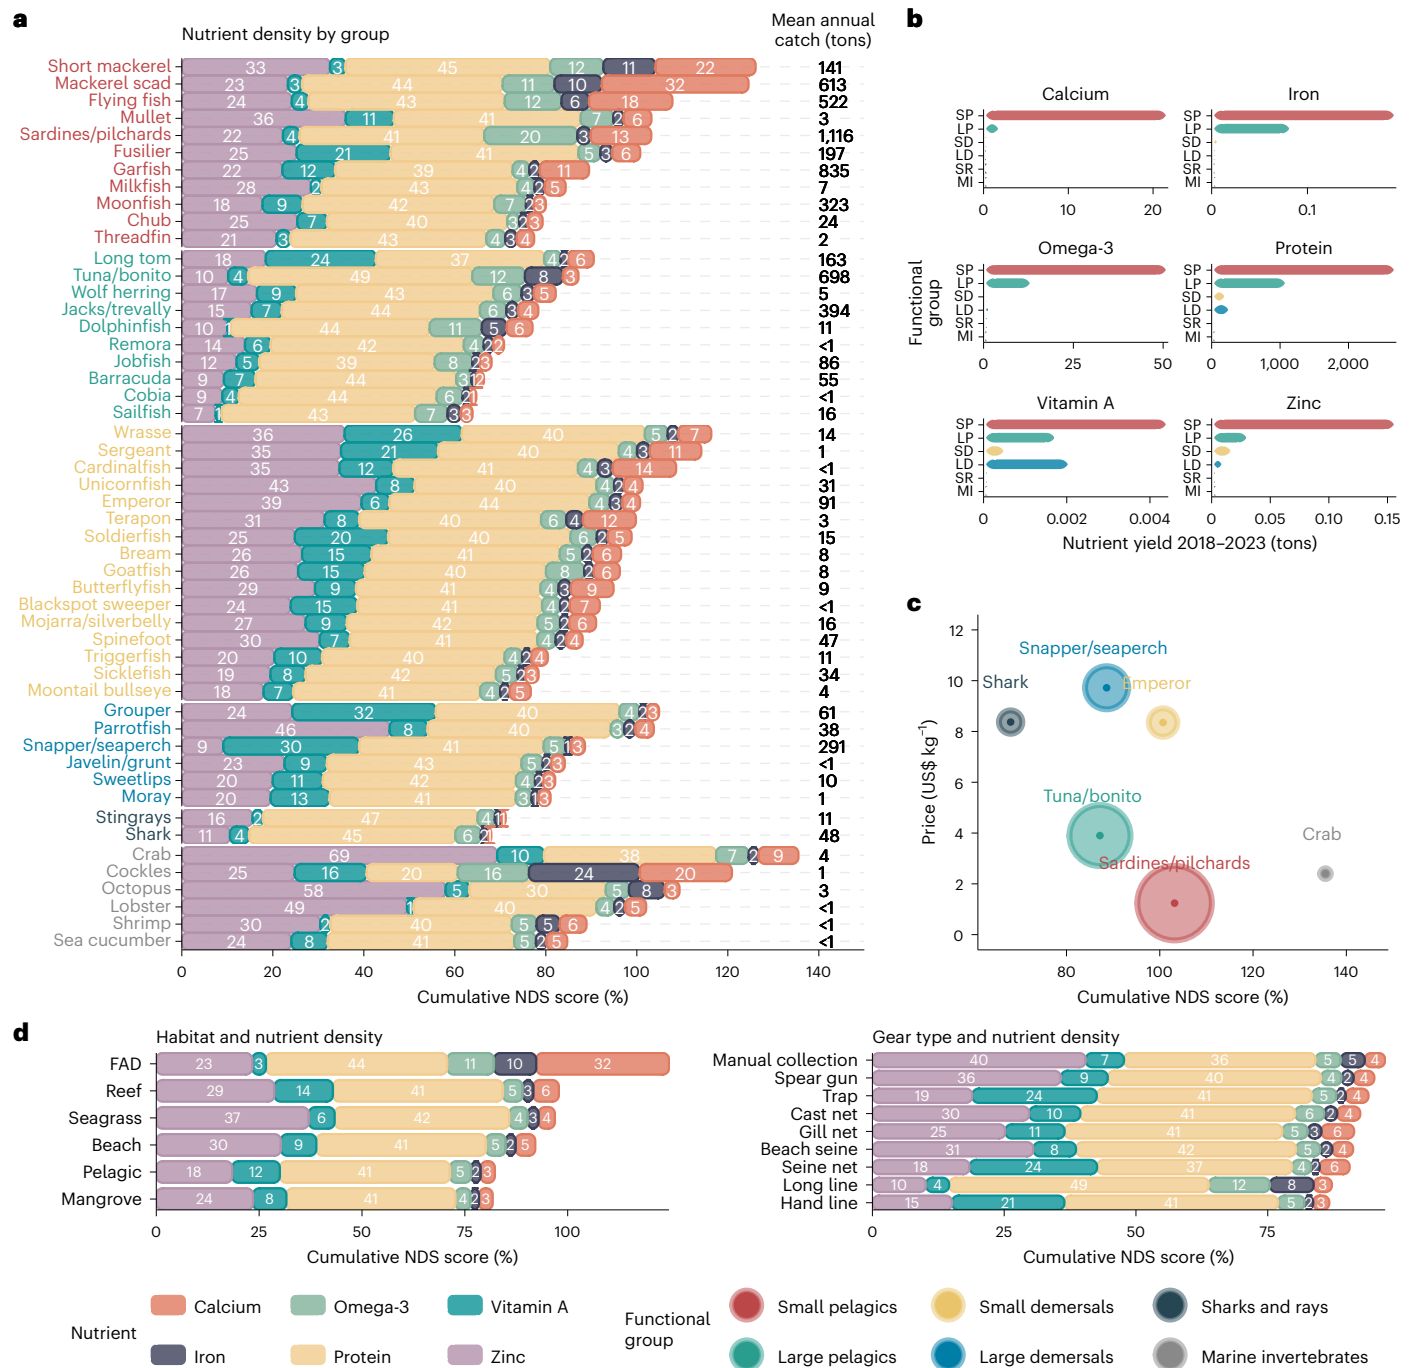 a
Nutrient density by group
Mean annual
catch (tons)
Short mackerel 33 3 45 12 11 22 141
Mackerel scad 23 3 44 11 10 32 613
Flying fish 24 4 43 12 6 18 522
Mullet 36 11 41 7 2 6 3
Sardines/pilchards 22 4 41 20 3 13 1,116
Fusilier 25 21 41 5 3 6 197
Garfish 22 12 39 4 2 11 835
Milkfish 28 2 43 4 2 5 7
Moonfish 18 9 42 7 2 3 323
Chub 25 7 40 3 2 3 24
Threadfin 21 3 43 4 3 4 2
Long tom 18 24 37 4 2 6 163
Tuna/bonito 10 4 49 12 8 3 698
Wolf herring 17 9 43 6 3 5 5
Jacks/trevally 15 7 44 6 3 4 394
Dolphinfish 10 1 44 11 5 6 11
Remora 14 6 42 4 2 2 <1
Jobfish 12 5 39 8 2 3 86
Barracuda 9 7 44 3 1 2 55
Cobia 9 4 44 6 2 1 <1
Sailfish 7 1 43 7 3 3 16
Wrasse 36 26 40 5 2 7 14
Sergeant 35 21 40 4 3 11 1
Cardinalfish 35 12 41 4 3 14 <1
Unicornfish 43 8 40 4 2 4 31
Emperor 39 6 44 4 3 4 91
Terapon 31 8 40 6 4 12 3
Soldierfish 25 20 40 6 2 5 15
Bream 26 15 41 5 2 6 8
Goatfish 26 15 40 8 2 6 8
Butterflyfish 29 9 41 4 3 9 9
Blackspot sweeper 24 15 41 4 2 7 <1
Mojarra/silverbelly 27 9 42 5 2 6 16
Spinefoot 30 7 41 4 2 4 47
Triggerfish 20 10 40 4 2 4 11
Sicklefish 19 8 42 5 2 3 34
Moontail bullseye 18 7 41 4 2 5 4
Grouper 24 32 40 4 2 3 61
Parrotfish 46 8 40 3 2 4 38
Snapper/seaperch 9 30 41 5 1 3 291
Javelin/grunt 23 9 43 5 2 3 <1
Sweetlips 20 11 42 4 2 3 10
Moray 20 13 41 3 1 3 1
Stingrays 16 2 47 4 1 1 11
Shark 11 4 45 6 2 1 48
Crab 69 10 38 7 2 9 4
Cockles 25 16 20 16 24 20 1
Octopus 58 5 30 5 8 3 3
Lobster 49 1 40 4 2 5 <1
Shrimp 30 2 40 5 5 6 <1
Sea cucumber 24 8 41 5 2 5 <1
0 20 40 60 80 100 120 140
Cumulative NDS score (%)
b
Functional
group
Calcium
SP
LP
SD
LD
SR
MI
0 10 20
Iron
SP
LP
SD
LD
SR
MI
0 0.1
Omega-3
SP
LP
SD
LD
SR
MI
0 25 50
Protein
SP
LP
SD
LD
SR
MI
0 1,000 2,000
Vitamin A
SP
LP
SD
LD
SR
MI
0 0.002 0.004
Zinc
SP
LP
SD
LD
SR
MI
0 0.05 0.10 0.15
Nutrient yield 2018–2023 (tons)
c
Price (US$ kg⁻¹)
12
10
8
6
4
2
0
Snapper/seaperch
Shark
Emperor
Tuna/bonito
Crab
Sardines/pilchards
80 100 120 140
Cumulative NDS score (%)
d
Habitat and nutrient density
FAD 23 3 44 11 10 32
Reef 29 14 41 5 3 6
Seagrass 37 6 42 4 3 4
Beach 30 9 41 5 2 5
Pelagic 18 12 41 5 2 3
Mangrove 24 8 41 4 2 3
0 25 50 75 100
Cumulative NDS score (%)
Gear type and nutrient density
Manual collection 40 7 36 5 5 4
Spear gun 36 9 40 4 2 4
Trap 19 24 41 5 2 4
Cast net 30 10 41 6 2 4
Gill net 25 11 41 5 3 6
Beach seine 31 8 42 5 2 4
Seine net 18 24 37 4 2 6
Long line 10 4 49 12 8 3
Hand line 15 21 41 5 2 3
0 25 50 75
Cumulative NDS score (%)
Nutrient
Calcium
Omega-3
Vitamin A
Iron
Protein
Zinc
Functional
group
Small pelagics
Small demersals
Sharks and rays
Large pelagics
Large demersals
Marine invertebrates